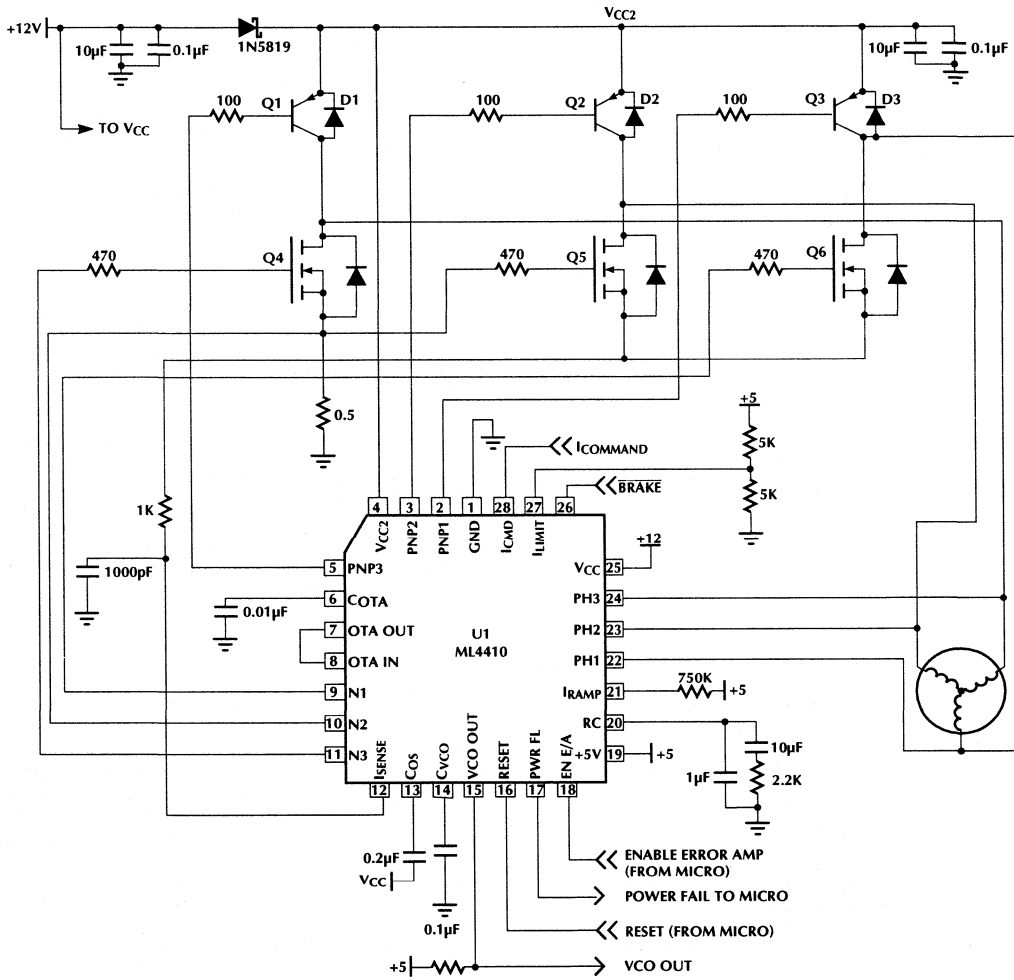 +12V
10μF
0.1μF
1N5819
VCC2
10μF
0.1μF
TO VCC
100
Q1
D1
100
Q2
D2
100
Q3
D3
470
Q4
470
Q5
470
Q6
0.5
+5
5K
5K
ICOMMAND
BRAKE
1K
1000pF
4
3
2
1
28
27
26
VCC2
PNP2
PNP1
GND
ICMD
ILIMIT
+12
5
PNP3
VCC
25
6
COTA
PH3
24
0.01μF
7
OTA OUT
U1
ML4410
PH2
23
8
OTA IN
PH1
22
9
N1
IRAMP
21
750K
+5
10
N2
RC
20
11
N3
+5V
19
+5
10μF
1μF
2.2K
ISENSE
COS
CVCO
VCO OUT
RESET
PWR FL
EN E/A
12
13
14
15
16
17
18
0.2μF
VCC
0.1μF
ENABLE ERROR AMP
(FROM MICRO)
POWER FAIL TO MICRO
RESET (FROM MICRO)
+5
VCO OUT